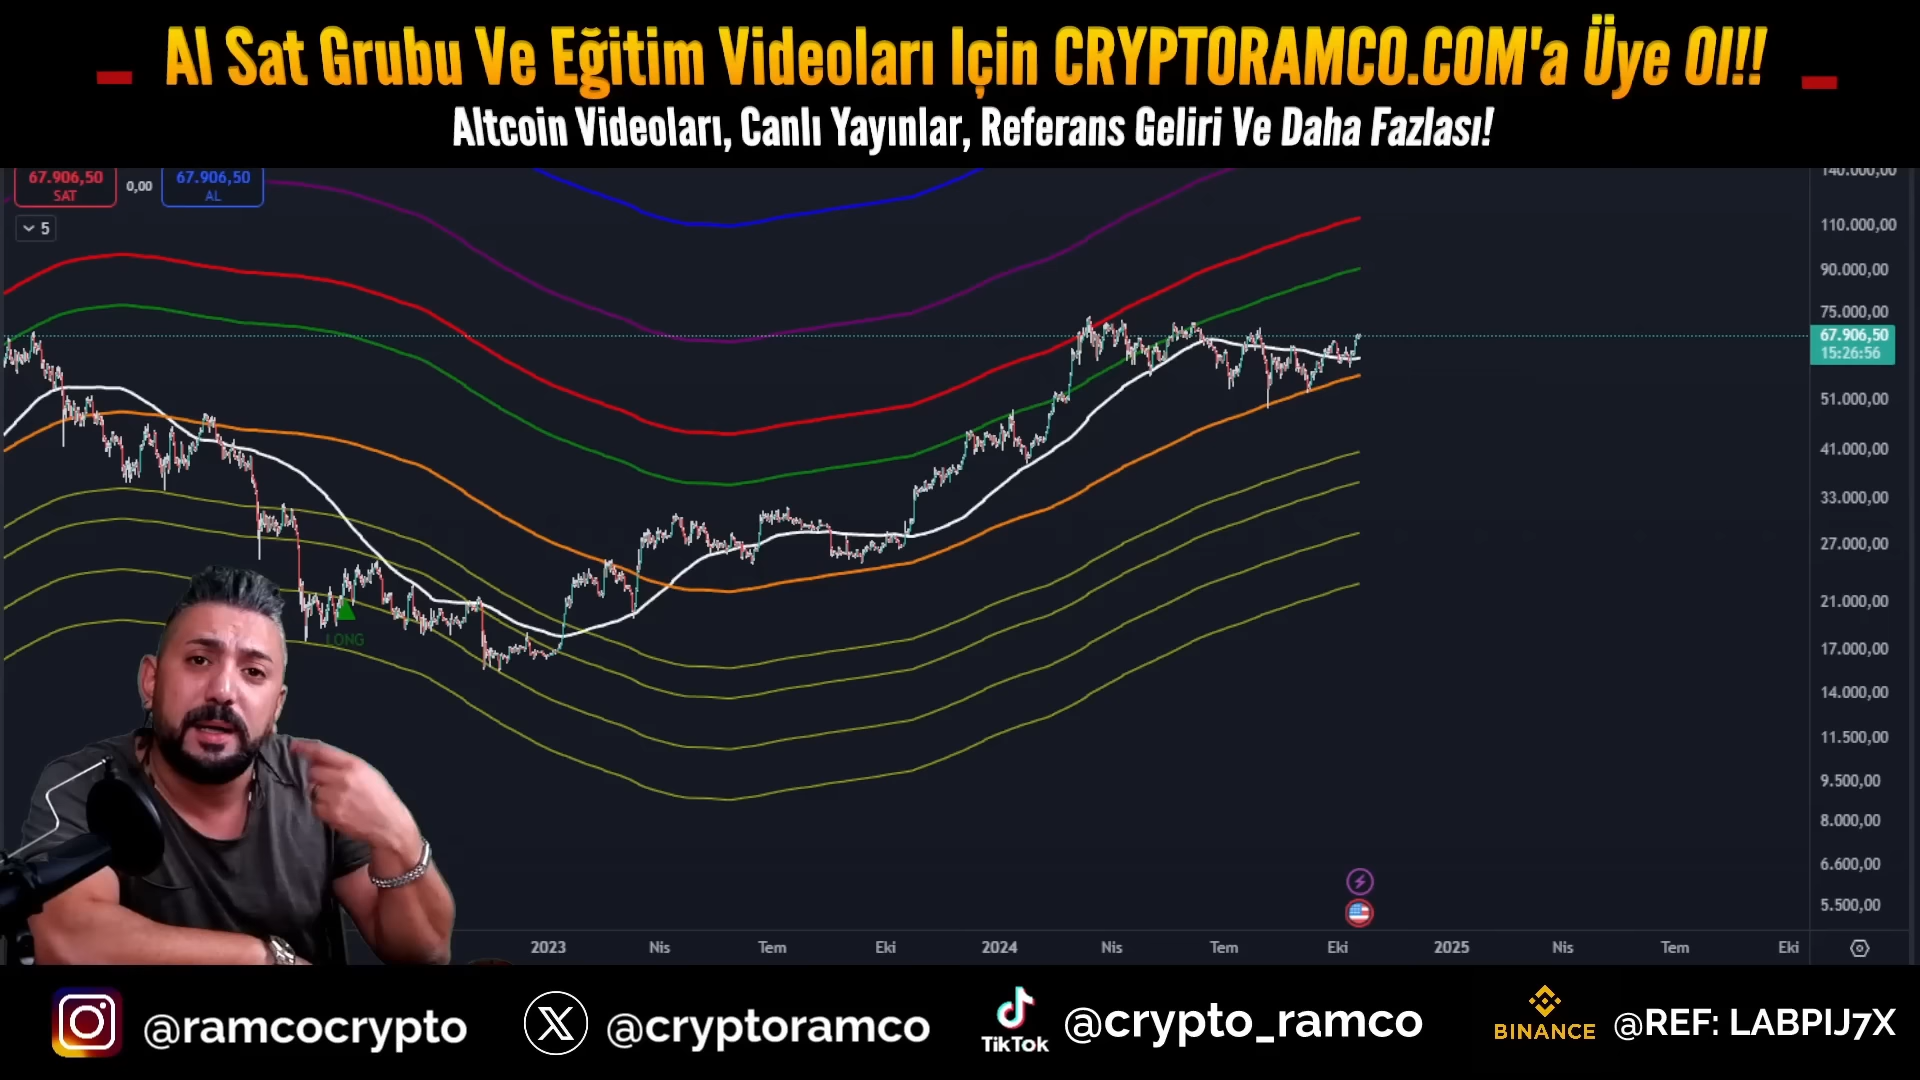 Al Sat Grubu Ve Eğitim Videoları Için CRYPTORAMCO.COM'a Üye Ol!!
Altcoin Videoları, Canlı Yayınlar, Referans Geliri Ve Daha Fazlası!
67.906,50
SAT
0,00
67.906,50
AL
5
140.000,00
110.000,00
90.000,00
75.000,00
67.906,50
15:26:56
51.000,00
41.000,00
33.000,00
27.000,00
21.000,00
17.000,00
14.000,00
11.500,00
9.500,00
8.000,00
6.600,00
5.500,00
LONG
2023 Nis Tem Eki 2024 Nis Tem Eki 2025 Nis Tem Eki
@ramcocrypto
@cryptoramco
TikTok
@crypto_ramco
BINANCE
@REF: LABPIJ7X